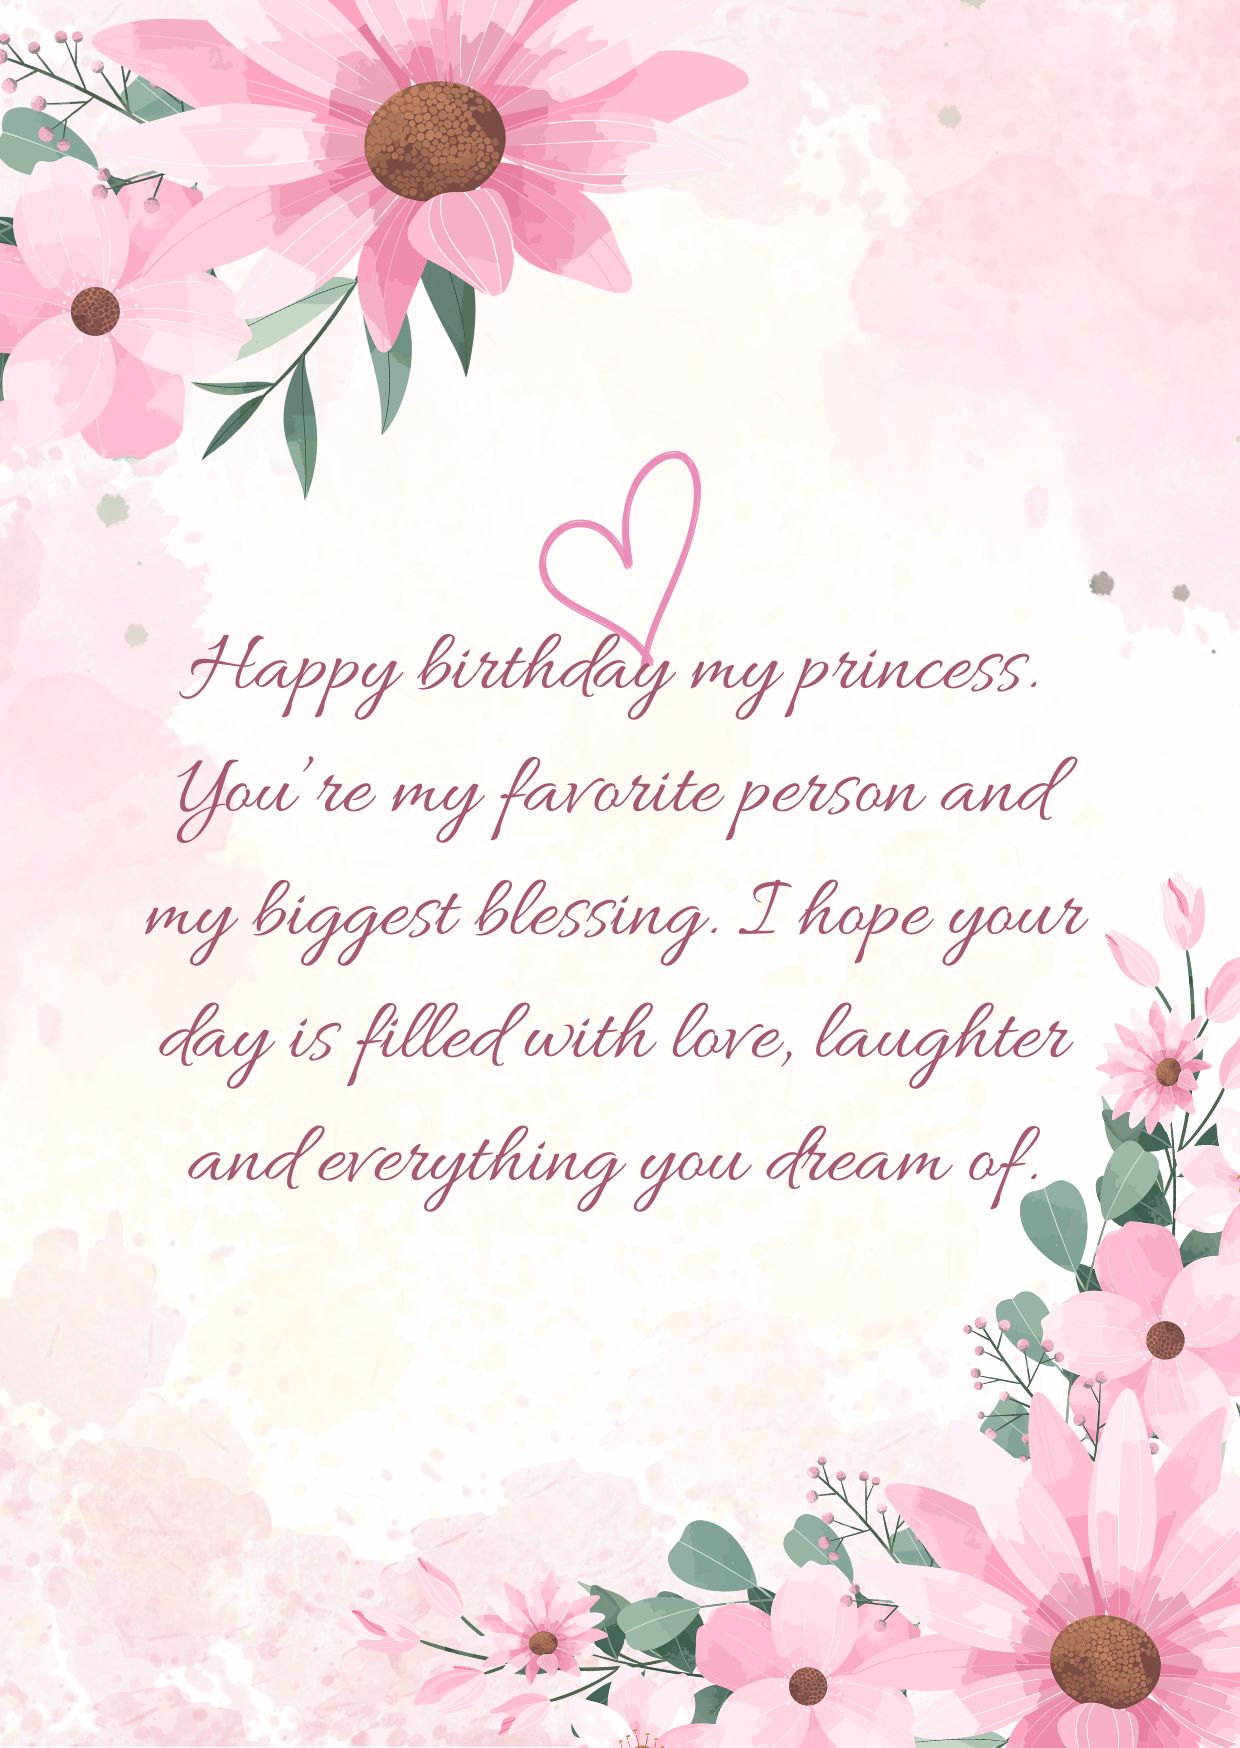 Happy birthday my princess.
You're my favorite person and
my biggest blessing. I hope your
day is filled with love, laughter
and everything you dream of.